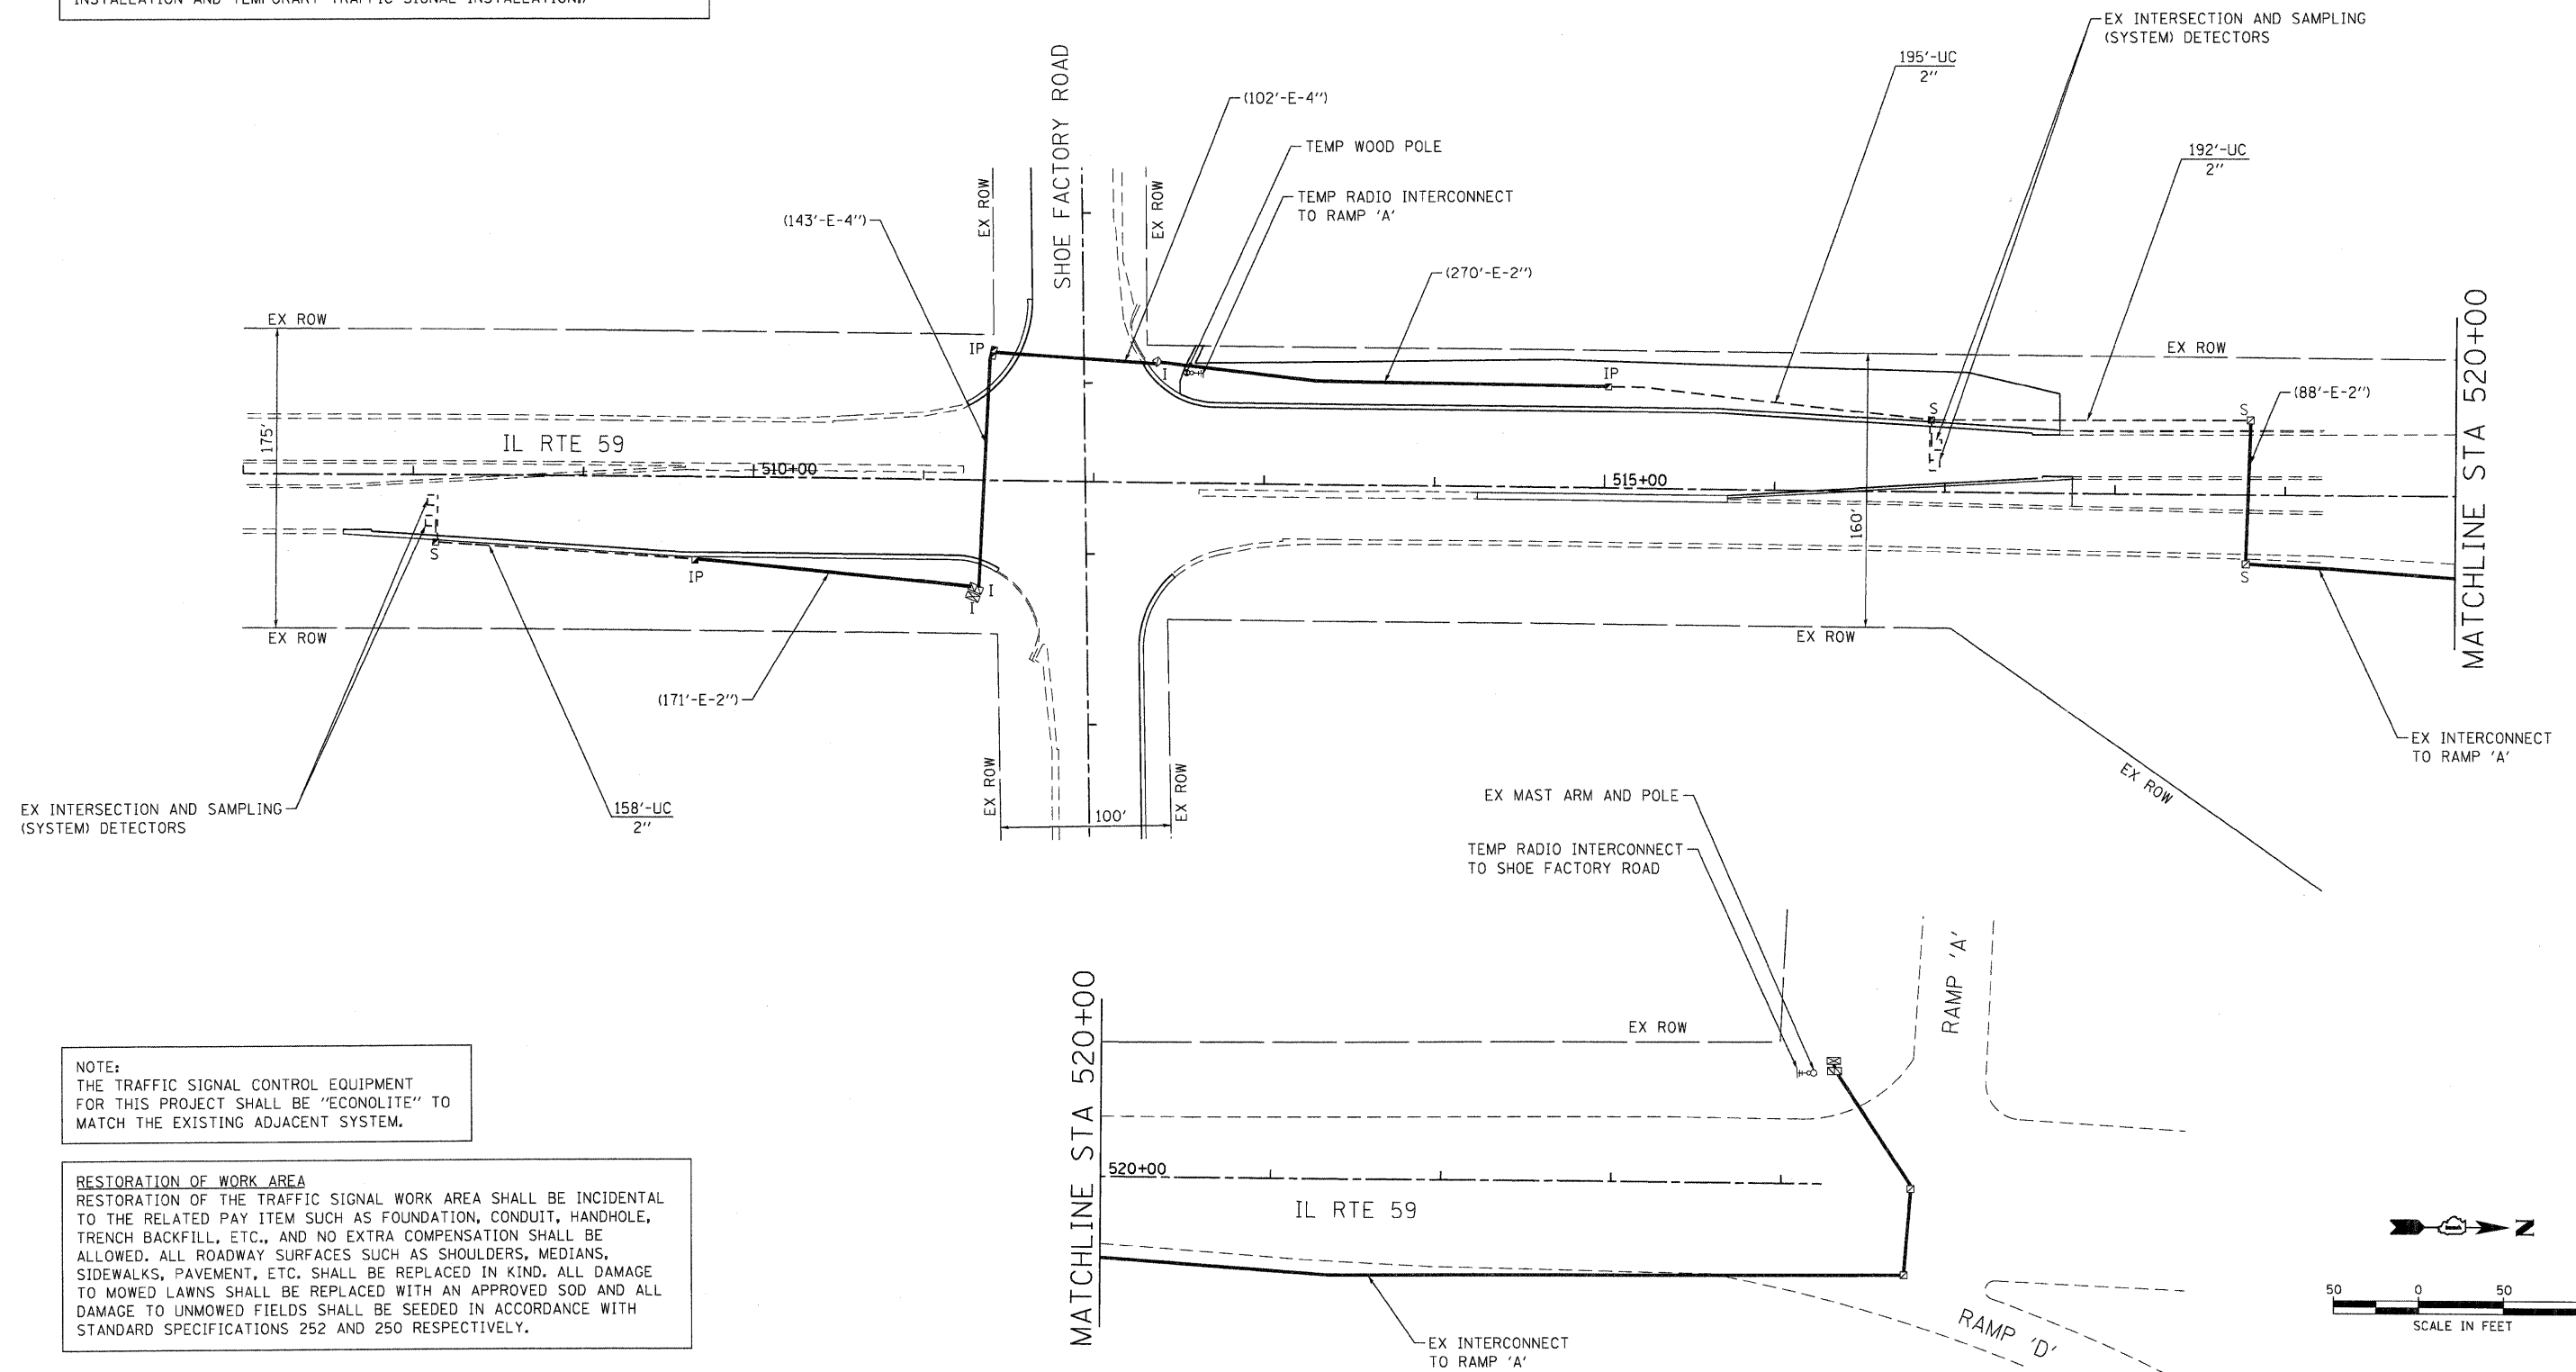 INSTALLATION AND TEMPORARY TRAFFIC SIGNAL INSTALLATION.)
EX INTERSECTION AND SAMPLING
(SYSTEM) DETECTORS
195'-UC
2"
192'-UC
2"
(88'-E-2")
SHOE FACTORY ROAD
(102'-E-4")
TEMP WOOD POLE
TEMP RADIO INTERCONNECT
TO RAMP 'A'
(143'-E-4")
(270'-E-2")
EX ROW
EX ROW
EX ROW
EX ROW
IP
I
IP
S
S
175'
IL RTE 59
510+00
515+00
160'
MATCHLINE STA 520+00
S
IP
I
I
S
EX ROW
EX ROW
(171'-E-2")
EX INTERSECTION AND SAMPLING
(SYSTEM) DETECTORS
158'-UC
2"
EX ROW
100'
EX ROW
EX ROW
EX INTERCONNECT
TO RAMP 'A'
EX MAST ARM AND POLE
TEMP RADIO INTERCONNECT
TO SHOE FACTORY ROAD
RAMP 'A'
EX ROW
MATCHLINE STA 520+00
520+00
IL RTE 59
EX INTERCONNECT
TO RAMP 'A'
RAMP 'D'
N
50 0 50
SCALE IN FEET
NOTE:
THE TRAFFIC SIGNAL CONTROL EQUIPMENT
FOR THIS PROJECT SHALL BE "ECONOLITE" TO
MATCH THE EXISTING ADJACENT SYSTEM.
RESTORATION OF WORK AREA
RESTORATION OF THE TRAFFIC SIGNAL WORK AREA SHALL BE INCIDENTAL
TO THE RELATED PAY ITEM SUCH AS FOUNDATION, CONDUIT, HANDHOLE,
TRENCH BACKFILL, ETC., AND NO EXTRA COMPENSATION SHALL BE
ALLOWED. ALL ROADWAY SURFACES SUCH AS SHOULDERS, MEDIANS,
SIDEWALKS, PAVEMENT, ETC. SHALL BE REPLACED IN KIND. ALL DAMAGE
TO MOWED LAWNS SHALL BE REPLACED WITH AN APPROVED SOD AND ALL
DAMAGE TO UNMOWED FIELDS SHALL BE SEEDED IN ACCORDANCE WITH
STANDARD SPECIFICATIONS 252 AND 250 RESPECTIVELY.